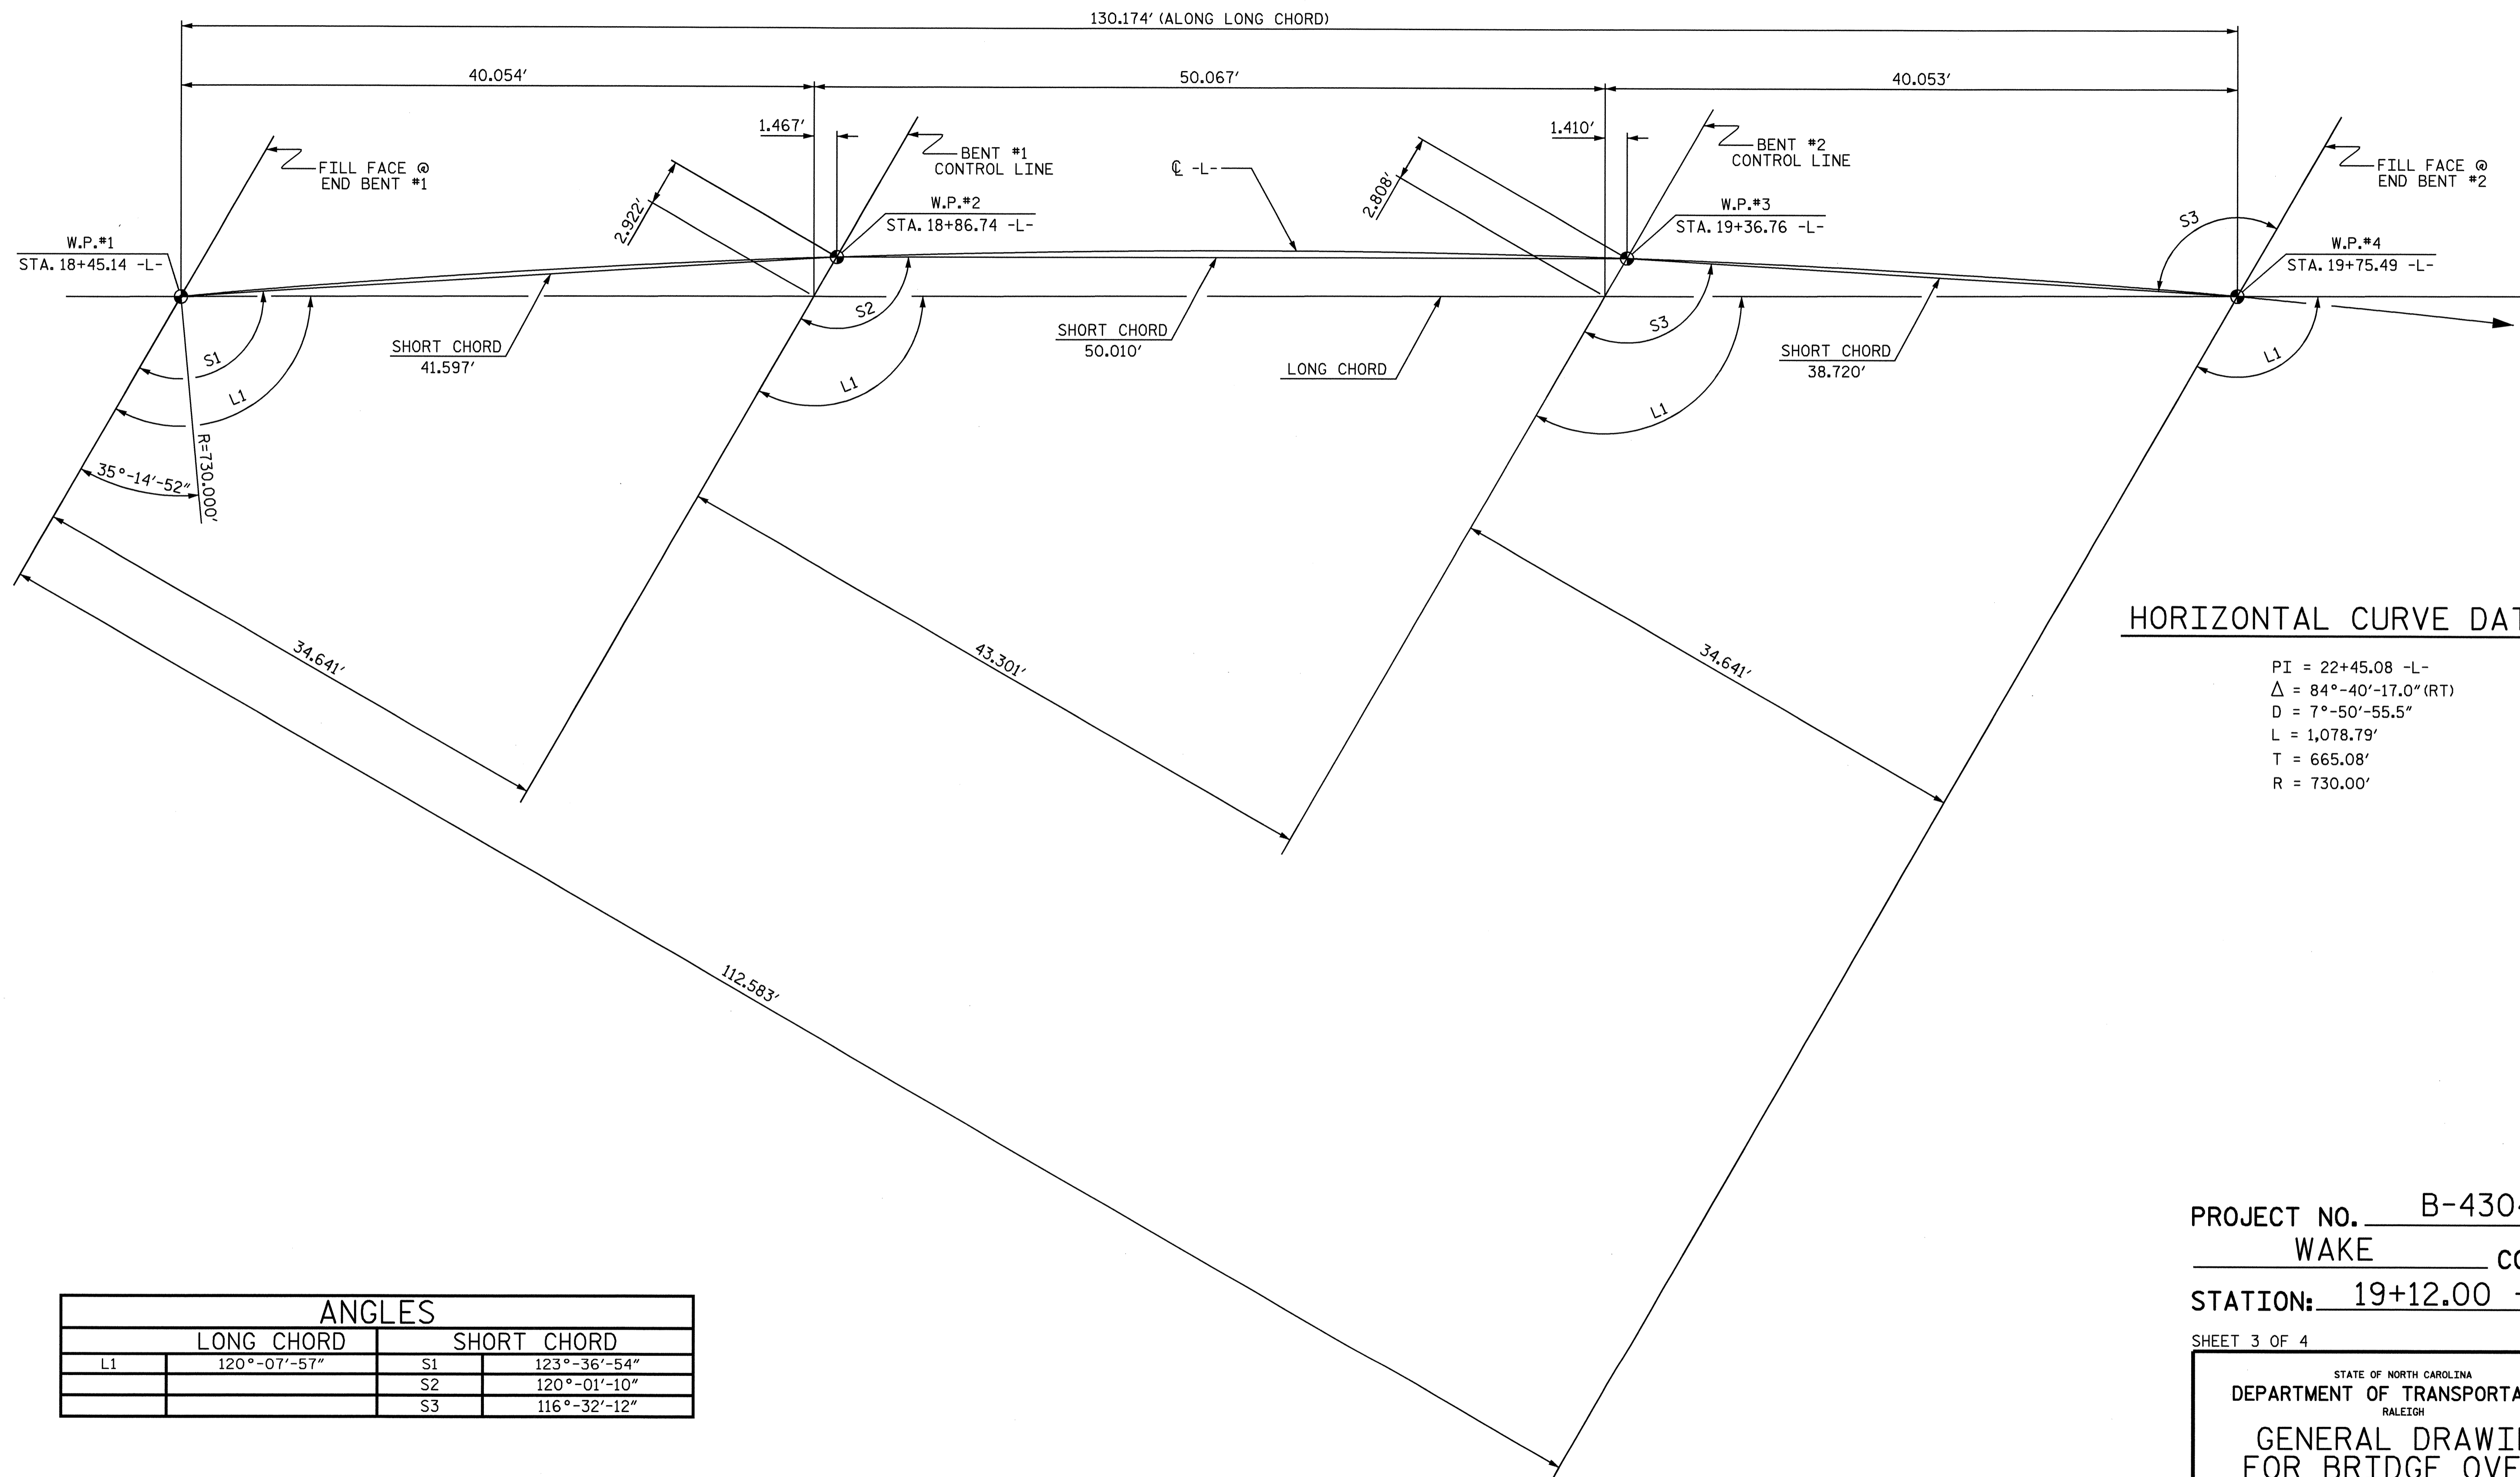 130.174′ (ALONG LONG CHORD)
40.054′
50.067′
40.053′
1.467′
1.410′
FILL FACE @
END BENT #1
2.922′
BENT #1
CONTROL LINE
℄ -L-
2.808′
BENT #2
CONTROL LINE
FILL FACE @
END BENT #2
W.P.#1
STA. 18+45.14 -L-
W.P.#2
STA. 18+86.74 -L-
W.P.#3
STA. 19+36.76 -L-
S3
W.P.#4
STA. 19+75.49 -L-
S1
L1
SHORT CHORD
41.597′
S2
L1
SHORT CHORD
50.010′
LONG CHORD
S3
L1
SHORT CHORD
38.720′
L1
35°-14′-52″
R=730.000′
34.641′
43.301′
34.641′
112.583′
HORIZONTAL CURVE DAT
PI = 22+45.08 -L-
Δ = 84°-40′-17.0″ (RT)
D = 7°-50′-55.5″
L = 1,078.79′
T = 665.08′
R = 730.00′
ANGLES
LONG CHORD SHORT CHORD
L1 120°-07′-57″ S1 123°-36′-54″
S2 120°-01′-10″
S3 116°-32′-12″
PROJECT NO. B-430
WAKE CO
STATION: 19+12.00 -
SHEET 3 OF 4
STATE OF NORTH CAROLINA
DEPARTMENT OF TRANSPORTA
RALEIGH
GENERAL DRAWI
FOR BRIDGE OVE